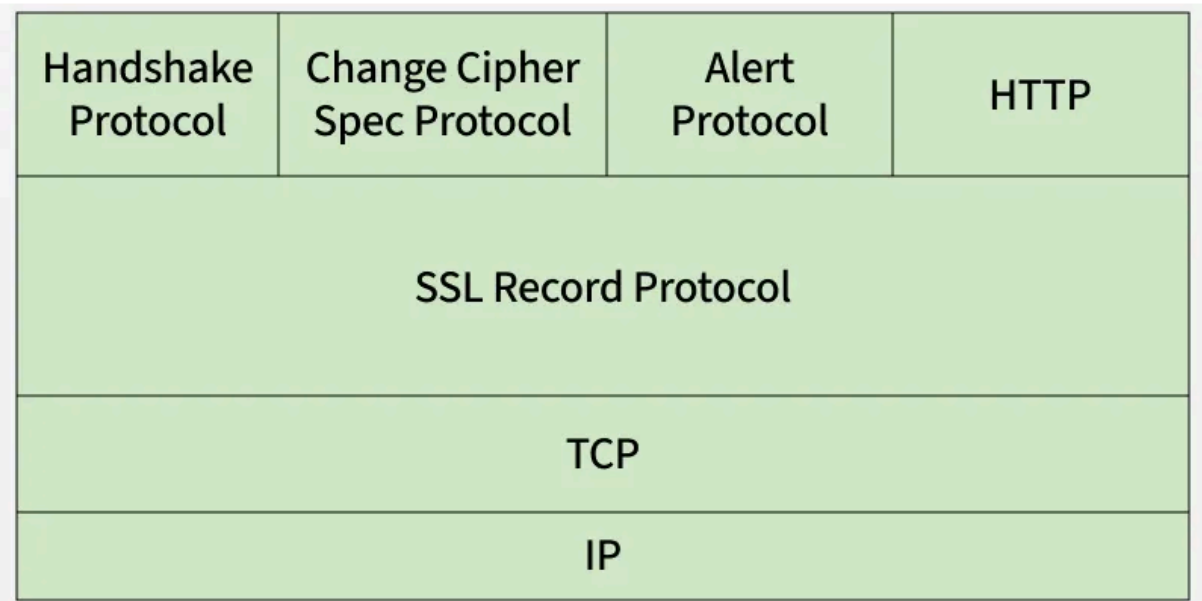 Handshake
Protocol
Change Cipher
Spec Protocol
Alert
Protocol
HTTP
SSL Record Protocol
TCP
IP